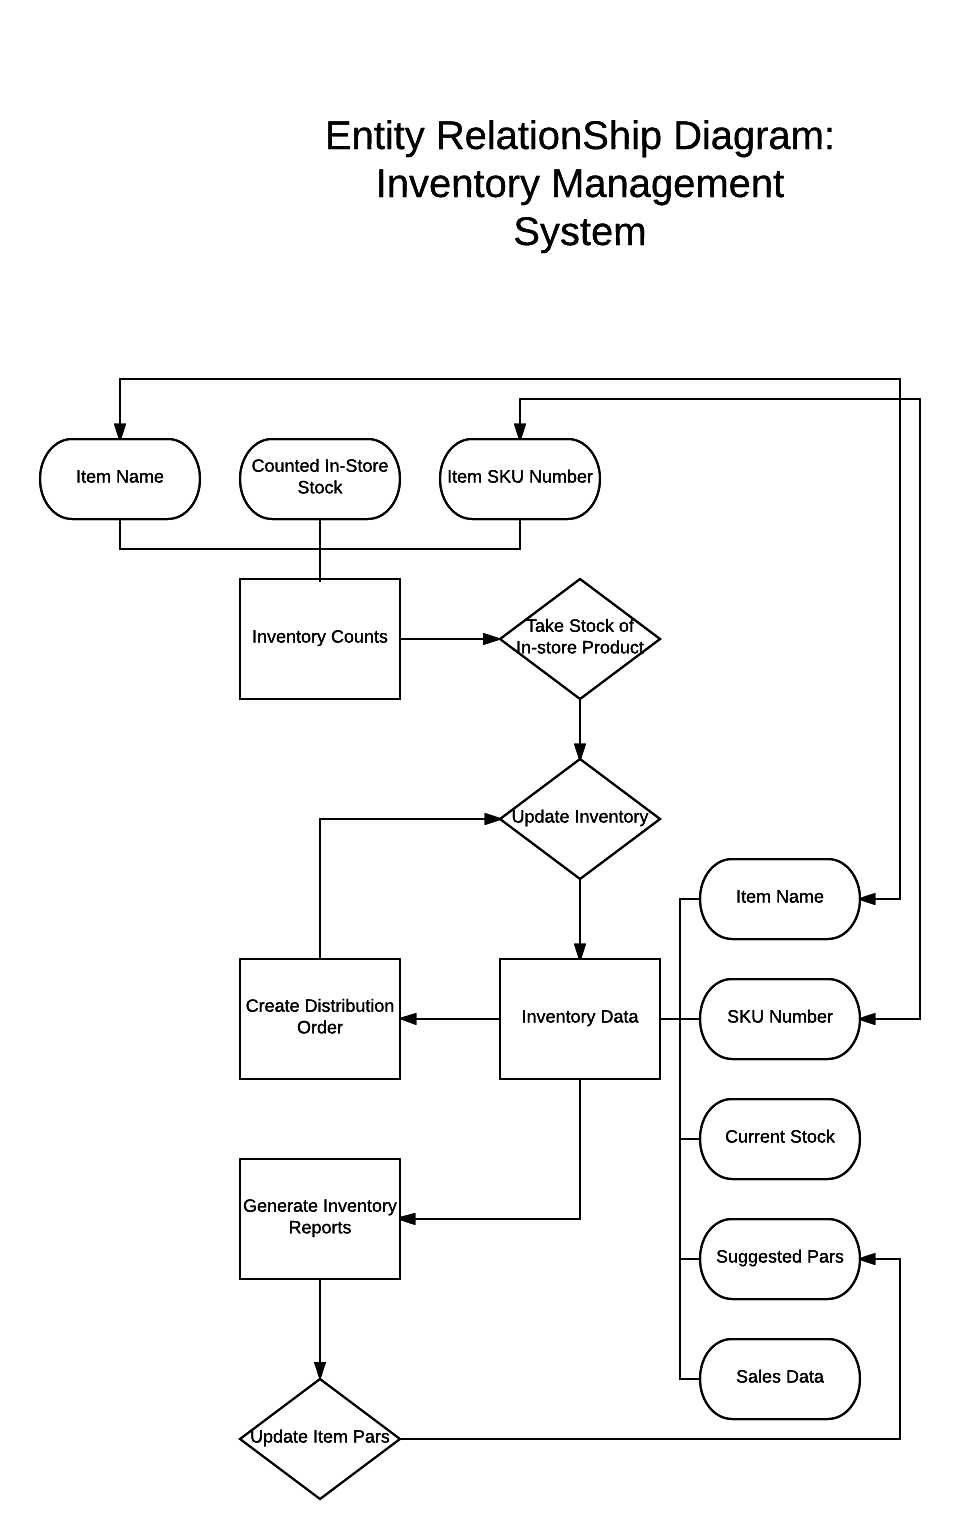 Entity RelationShip Diagram:
Inventory Management
System
Item Name
Counted In-Store
Stock
Item SKU Number
Inventory Counts
Take Stock of
In-store Product
Update Inventory
Item Name
Create Distribution
Order
Inventory Data
SKU Number
Current Stock
Generate Inventory
Reports
Suggested Pars
Sales Data
Update Item Pars